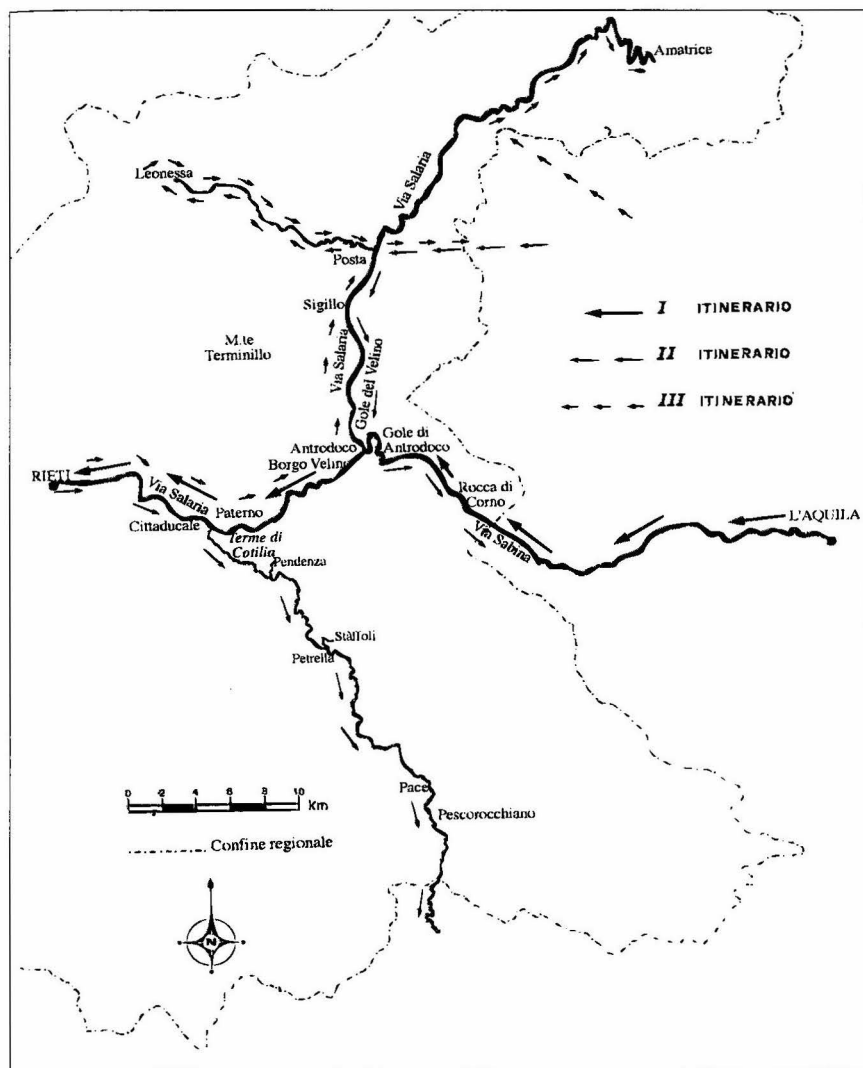 Amatrice
Leonessa
Via Salaria
Posta
Sigillo
I ITINERARIO
M.te
Terminillo
Via Salaria
II ITINERARIO
Gole del Velino
III ITINERARIO
Antrodoco
Gole di
Antrodoco
Borgo Velino
RIETI
Via Salaria
Paterno
Rocca di
Corno
Cittaducale
L'AQUILA
Via Sabina
Terme di
Cotilia
Pendenza
Stàffoli
Petrella
Pace
Pescorocchiano
0 2 4 6 8 10
Km
Confine regionale
N